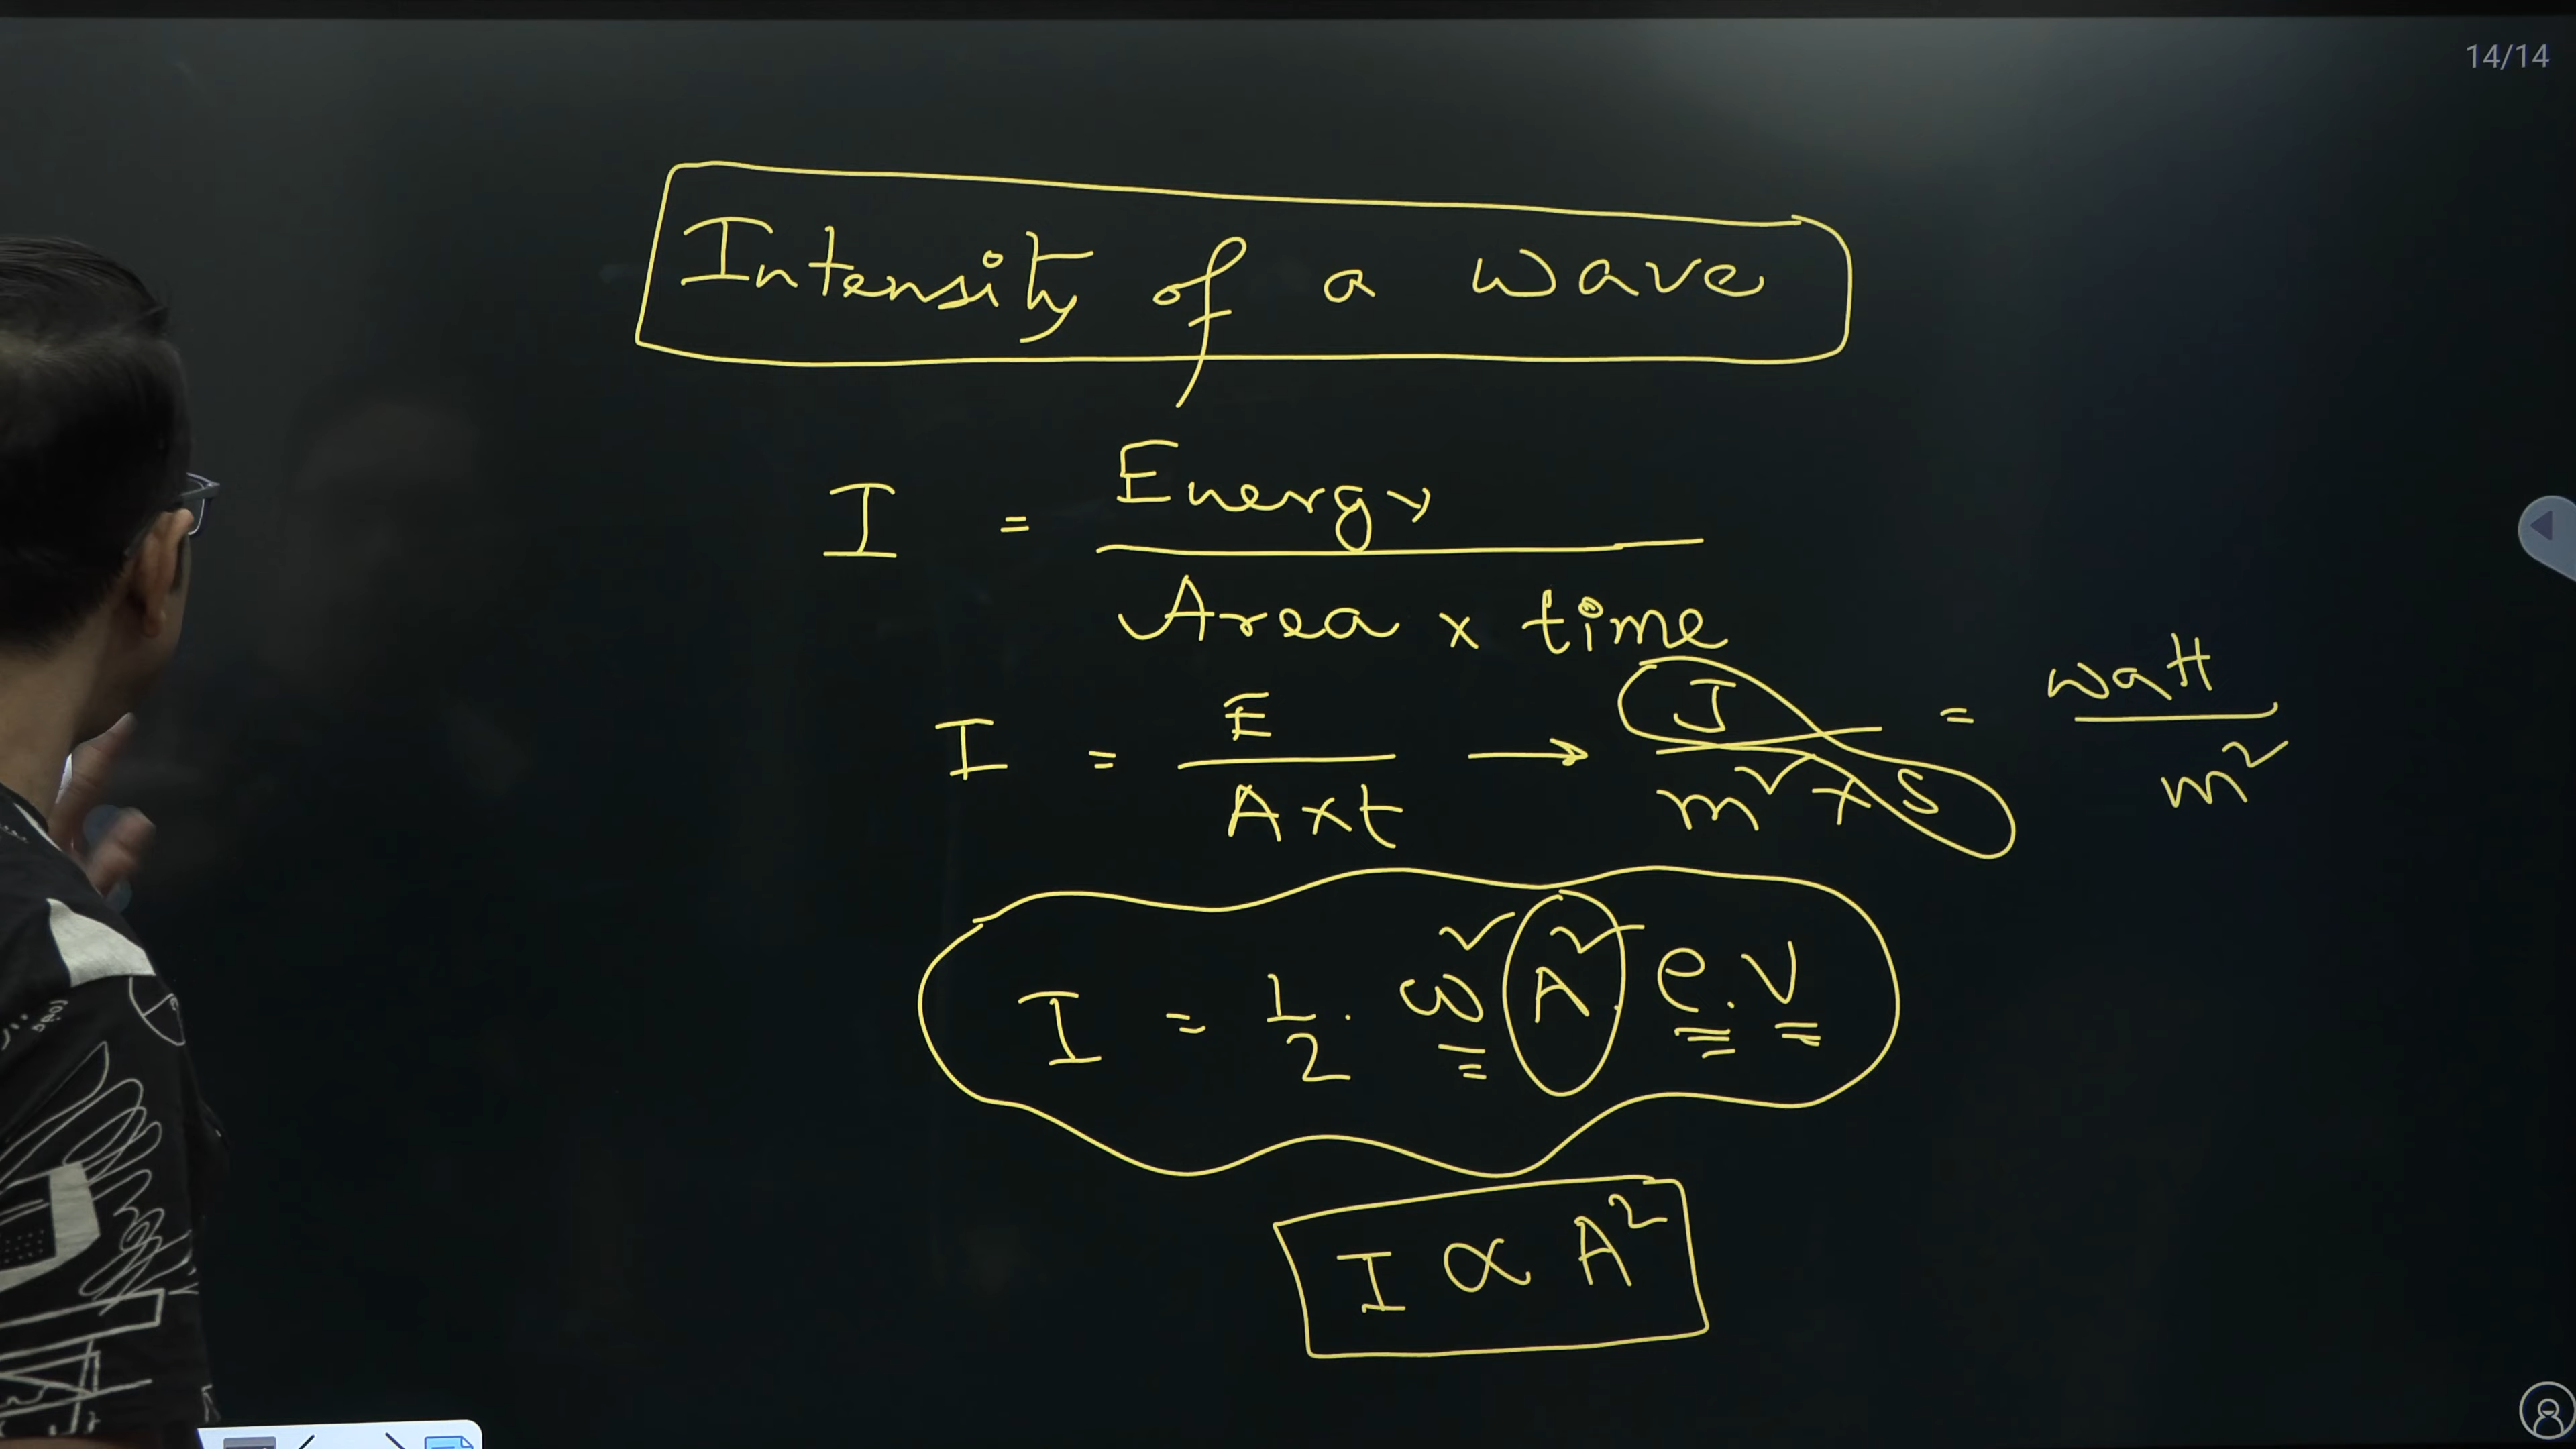 14/14
Intensity of a wave
I = Energy / Area × time
I = E / A×t → J / m² × s = watt / m²
I = 1/2 . ω² A² ρ . v
I ∝ A²